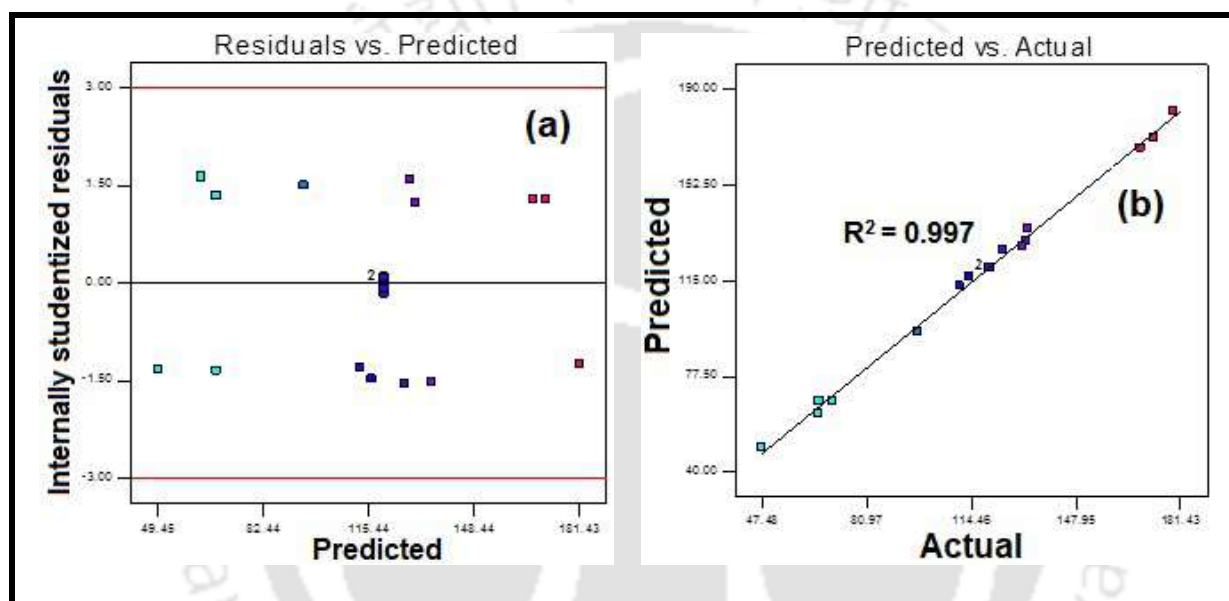 Residuals vs. Predicted
Internally studentized residuals
3.00
1.50
0.00
-1.50
-3.00
(a)
2
49.45
82.44
115.44
148.44
181.43
Predicted
Predicted vs. Actual
Predicted
190.00
152.50
115.00
77.50
40.00
(b)
R² = 0.997
2
47.48
80.97
114.46
147.95
181.43
Actual